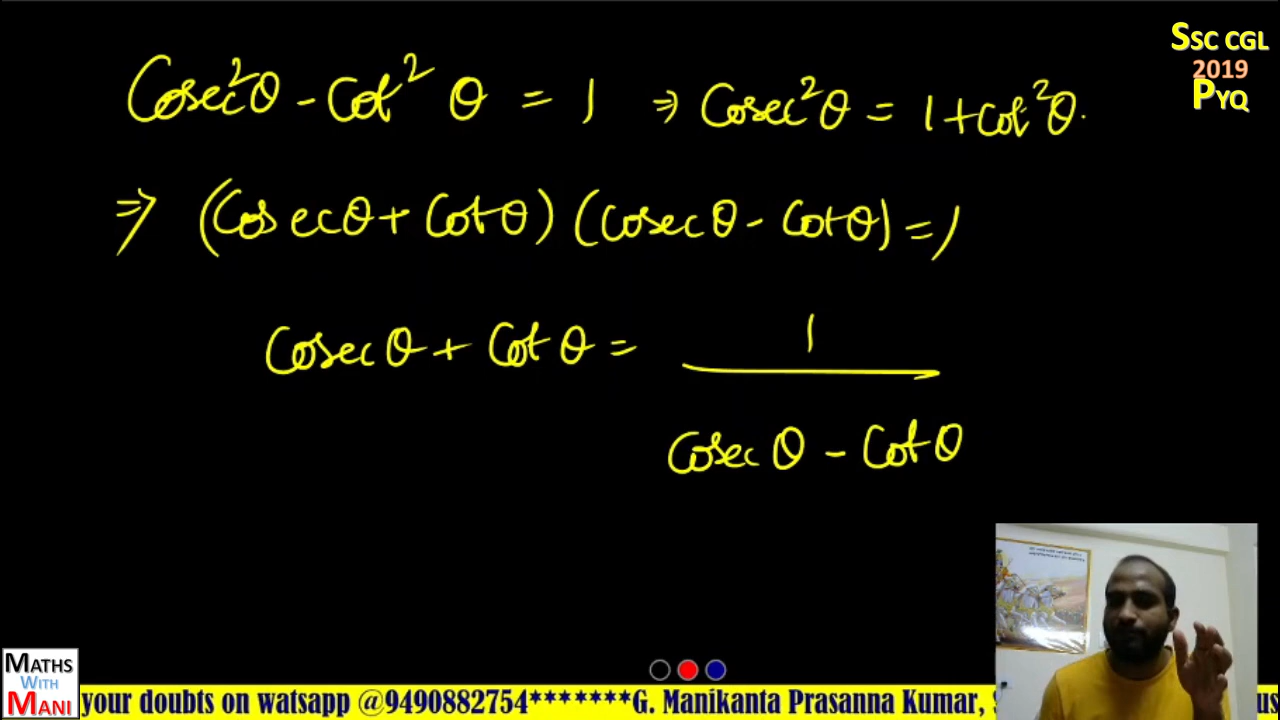 SSC CGL
2019
PYQ
Cosec²θ - Cot² θ = 1 ⇒ Cosec²θ = 1 + Cot²θ.
⇒ (Cosecθ + Cotθ) (Cosecθ - Cotθ) = 1
Cosecθ + Cotθ = 1
Cosecθ - Cotθ
MATHS
WITH
MANI
your doubts on watsapp @9490882754*******G. Manikanta Prasanna Kumar, S